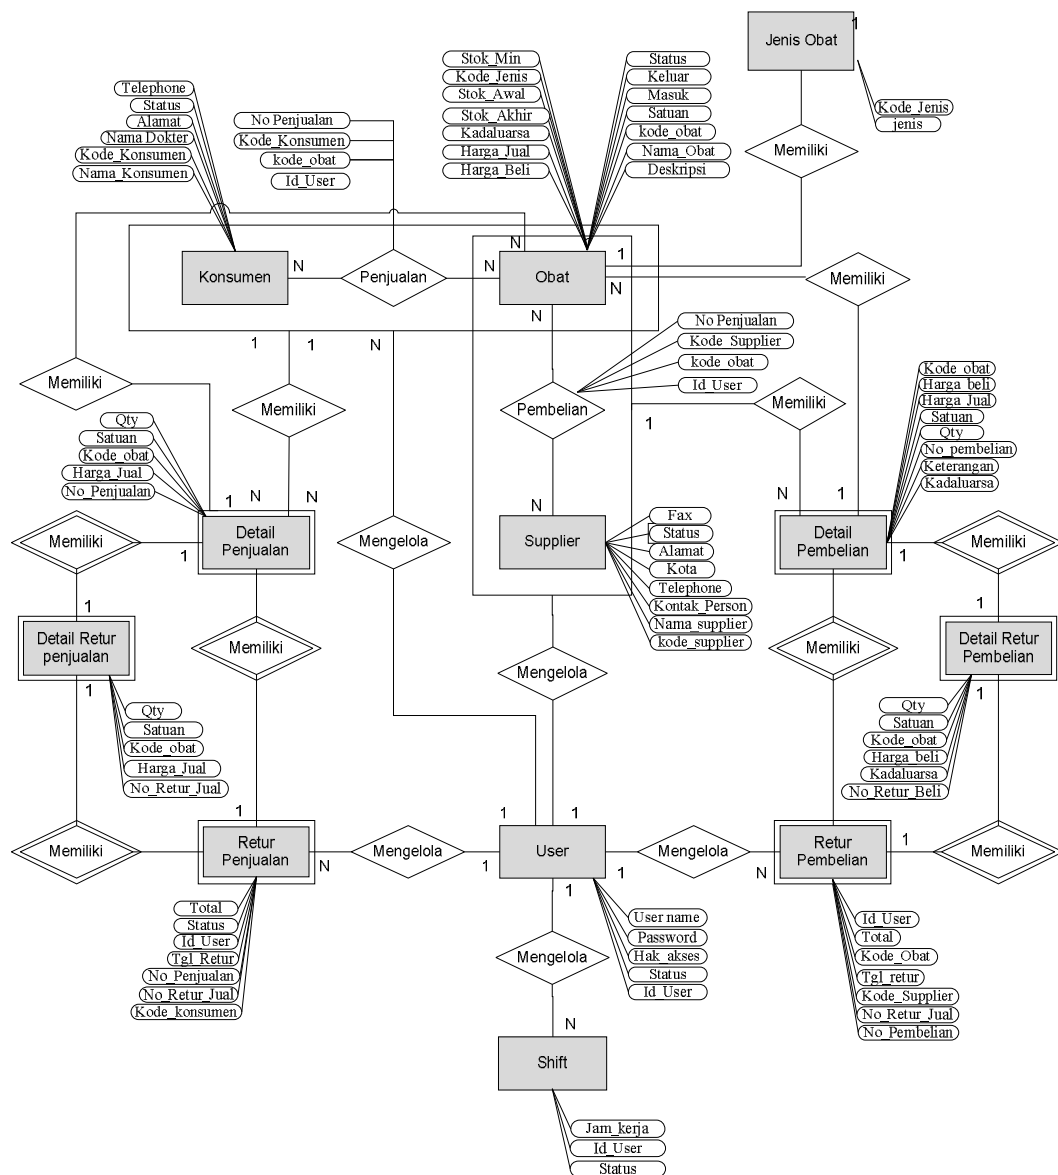 Jenis Obat
1
Kode_Jenis
jenis
Memiliki
Telephone
Status
Alamat
Nama Dokter
Kode_Konsumen
Nama_Konsumen
No Penjualan
Kode_Konsumen
kode_obat
Id_User
Stok_Min
Kode_Jenis
Stok_Awal
Stok_Akhir
Kadaluarsa
Harga_Jual
Harga_Beli
Status
Keluar
Masuk
Satuan
kode_obat
Nama_Obat
Deskripsi
Konsumen
N
Penjualan
N
N
Obat
1
N
N
Memiliki
1
1
N
No Penjualan
Kode_Supplier
kode_obat
Id_User
Pembelian
Memiliki
Memiliki
1
Memiliki
Kode_obat
Harga_beli
Harga_Jual
Satuan
Qty
No_pembelian
Keterangan
Kadaluarsa
Qty
Satuan
Kode_obat
Harga_Jual
No_Penjualan
1
N
N
N
N
1
Memiliki
1
Detail
Penjualan
Mengelola
Supplier
Fax
Status
Alamat
Kota
Telephone
Kontak_Person
Nama_supplier
kode_supplier
Detail
Pembelian
1
Memiliki
1
1
Detail Retur
penjualan
1
Memiliki
Mengelola
Memiliki
Detail Retur
Pembelian
1
Qty
Satuan
Kode_obat
Harga_Jual
No_Retur_Jual
Qty
Satuan
Kode_obat
Harga_beli
Kadaluarsa
No_Retur_Beli
Memiliki
1
1
Retur
Penjualan
N
Mengelola
1
1
1
User
1
1
Mengelola
N
Retur
Pembelian
1
1
Memiliki
Total
Status
Id_User
Tgl_Retur
No_Penjualan
No_Retur_Jual
Kode_konsumen
User name
Password
Hak_akses
Status
Id_User
Mengelola
Id_User
Total
Kode_Obat
Tgl_retur
Kode_Supplier
No_Retur_Jual
No_Pembelian
N
Shift
Jam_kerja
Id_User
Status